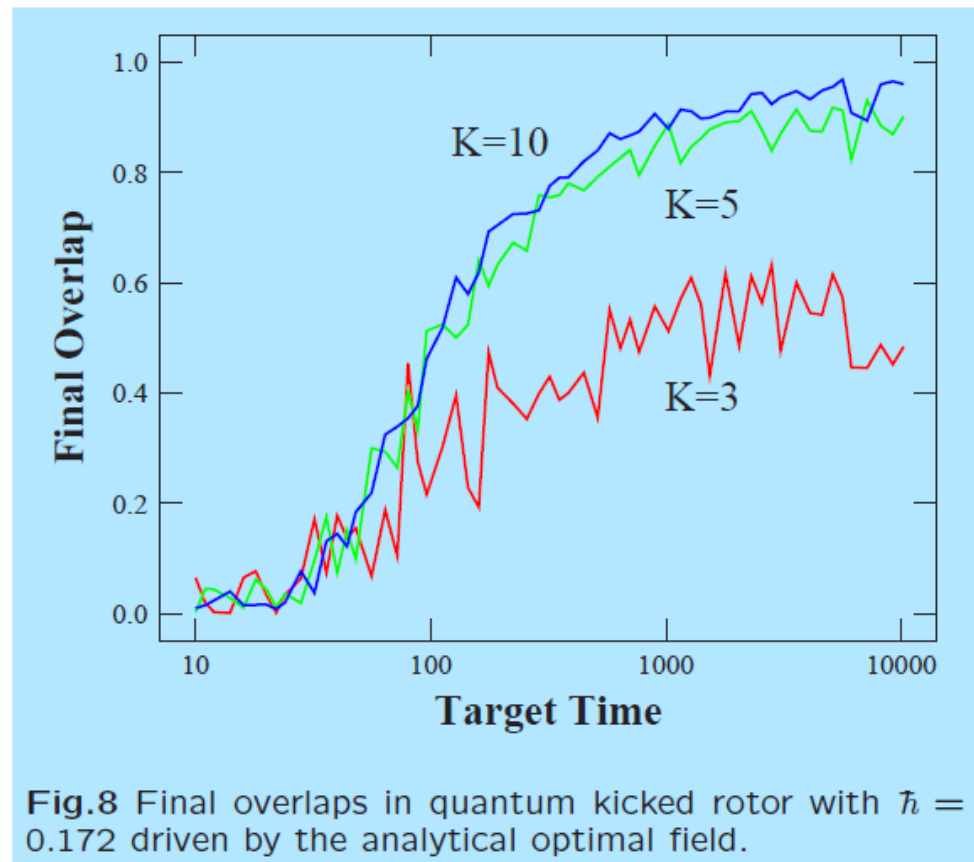 1.0
0.8
0.6
0.4
0.2
0.0
Final Overlap
K=10
K=5
K=3
10 100 1000 10000
Target Time
Fig.8 Final overlaps in quantum kicked rotor with ℏ =
0.172 driven by the analytical optimal field.